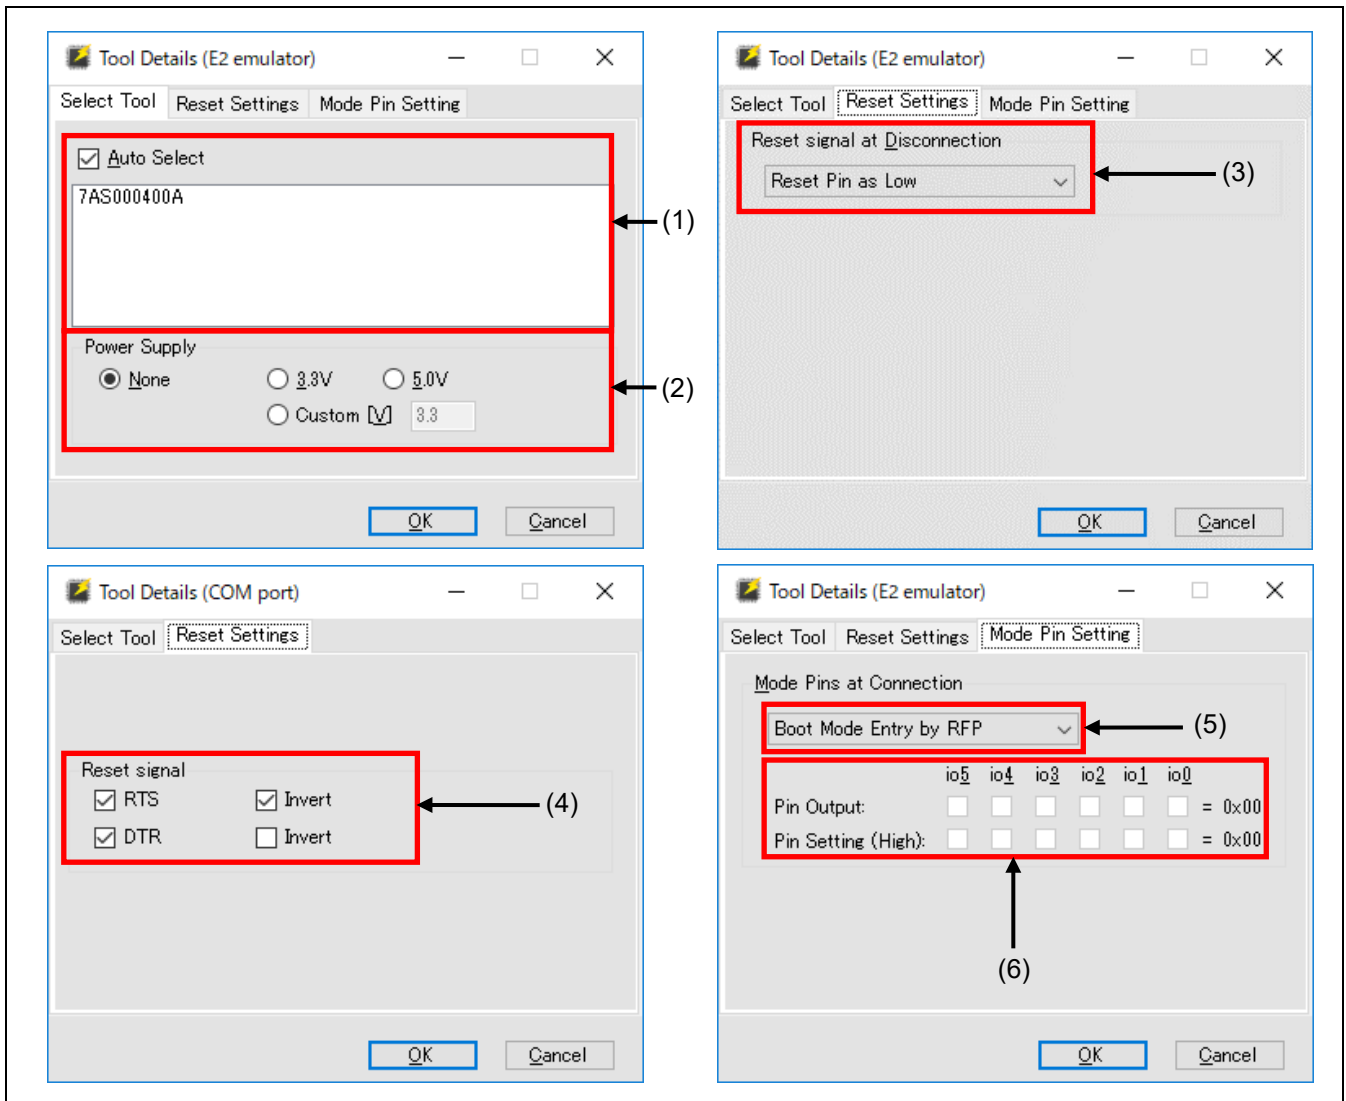 Tool Details (E2 emulator)
Select Tool Reset Settings Mode Pin Setting
Auto Select
7AS000400A
(1)
Power Supply
None 3.3V 5.0V
Custom [V] 3.3
(2)
OK Cancel
Tool Details (E2 emulator)
Select Tool Reset Settings Mode Pin Setting
Reset signal at Disconnection
Reset Pin as Low
(3)
OK Cancel
Tool Details (COM port)
Select Tool Reset Settings
Reset signal
RTS Invert
DTR Invert
(4)
OK Cancel
Tool Details (E2 emulator)
Select Tool Reset Settings Mode Pin Setting
Mode Pins at Connection
Boot Mode Entry by RFP
(5)
io5 io4 io3 io2 io1 io0
Pin Output: = 0x00
Pin Setting (High): = 0x00
(6)
OK Cancel